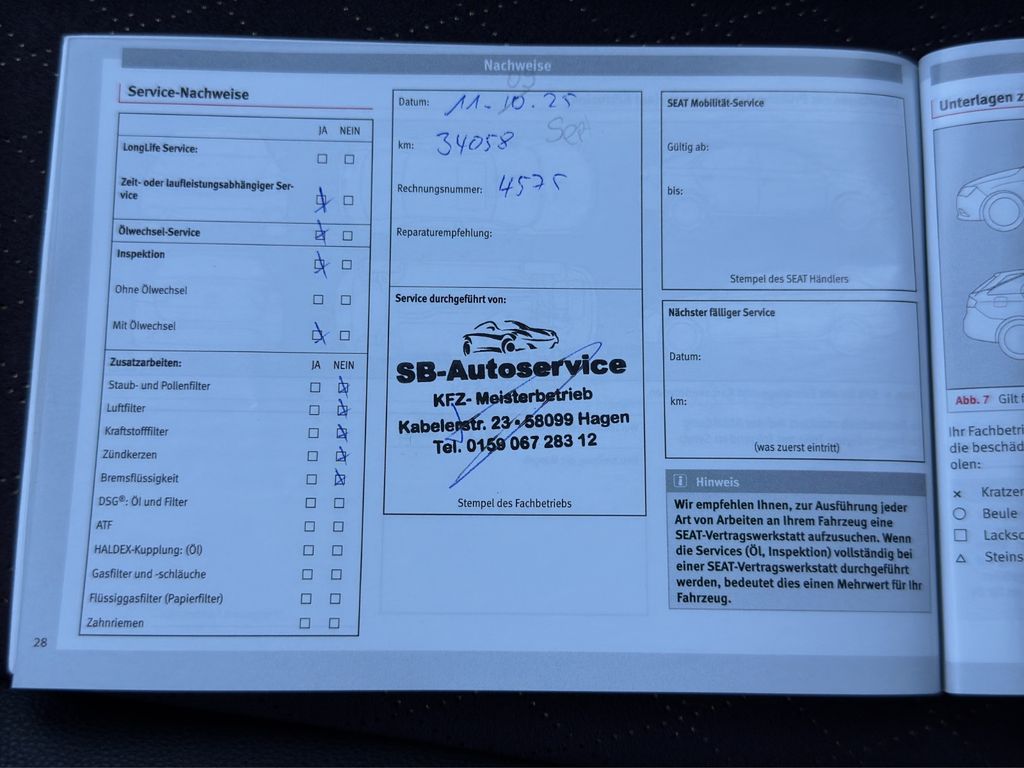 Nachweise
Service-Nachweise
JA NEIN
LongLife Service:
Zeit- oder laufleistungsabhängiger Ser-
vice
Ölwechsel-Service
Inspektion
Ohne Ölwechsel
Mit Ölwechsel
Zusatzarbeiten: JA NEIN
Staub- und Pollenfilter
Luftfilter
Kraftstofffilter
Zündkerzen
Bremsflüssigkeit
DSG®: Öl und Filter
ATF
HALDEX-Kupplung: (Öl)
Gasfilter und -schläuche
Flüssiggasfilter (Papierfilter)
Zahnriemen
28
Datum: 11.10.25
km: 34058
Rechnungsnummer: 4575
Reparaturempfehlung:
Service durchgeführt von:
SB-Autoservice
KFZ- Meisterbetrieb
Kabelerstr. 23 • 58099 Hagen
Tel. 0159 067 283 12
Stempel des Fachbetriebs
SEAT Mobilität-Service
Gültig ab:
bis:
Stempel des SEAT Händlers
Nächster fälliger Service
Datum:
km:
(was zuerst eintritt)
Hinweis
Wir empfehlen Ihnen, zur Ausführung jeder
Art von Arbeiten an Ihrem Fahrzeug eine
SEAT-Vertragswerkstatt aufzusuchen. Wenn
die Services (Öl, Inspektion) vollständig bei
einer SEAT-Vertragswerkstatt durchgeführt
werden, bedeutet dies einen Mehrwert für Ihr
Fahrzeug.
Unterlagen z
Abb. 7 Gilt f
Ihr Fachbetri
die beschäd
olen:
Kratzer
Beule
Lacksc
Steins